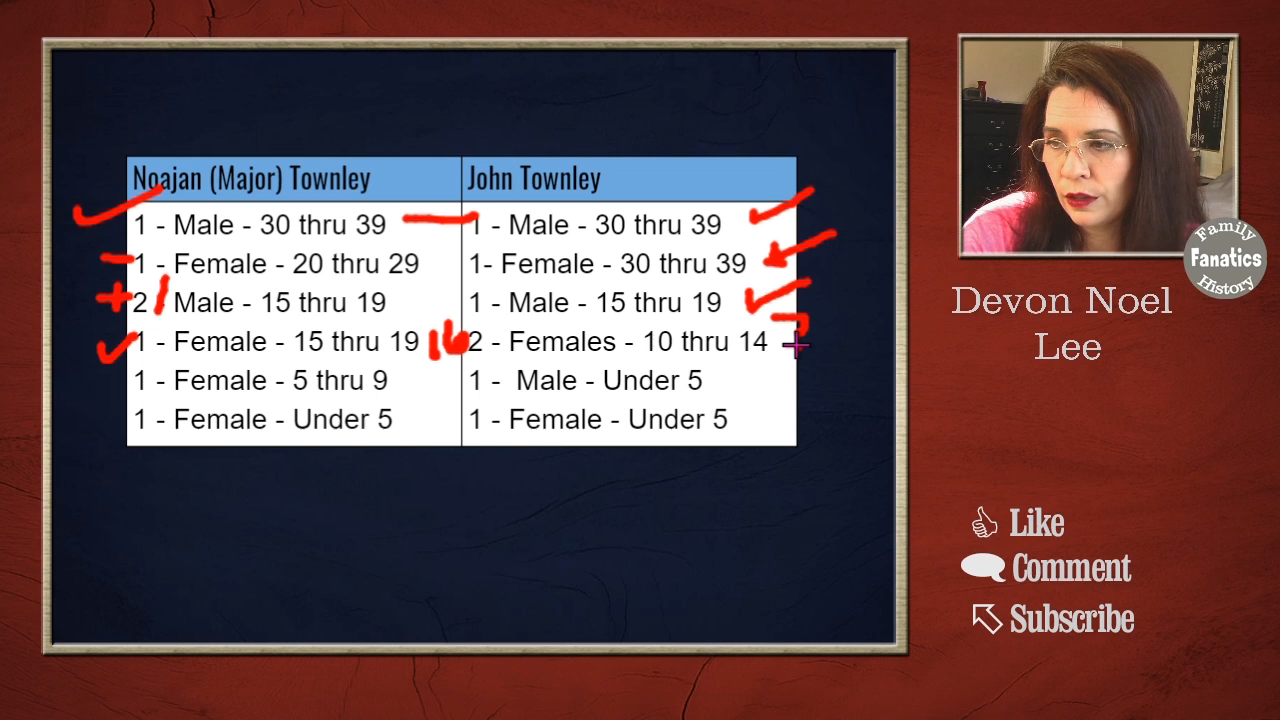 Noajan (Major) Townley
John Townley
1 - Male - 30 thru 39
1 - Male - 30 thru 39
1 - Female - 20 thru 29
1- Female - 30 thru 39
2 / Male - 15 thru 19
1 - Male - 15 thru 19
1 - Female - 15 thru 19
16
2 - Females - 10 thru 14
1 - Female - 5 thru 9
1 - Male - Under 5
1 - Female - Under 5
1 - Female - Under 5
Family
Fanatics
History
Devon Noel
Lee
Like
Comment
Subscribe